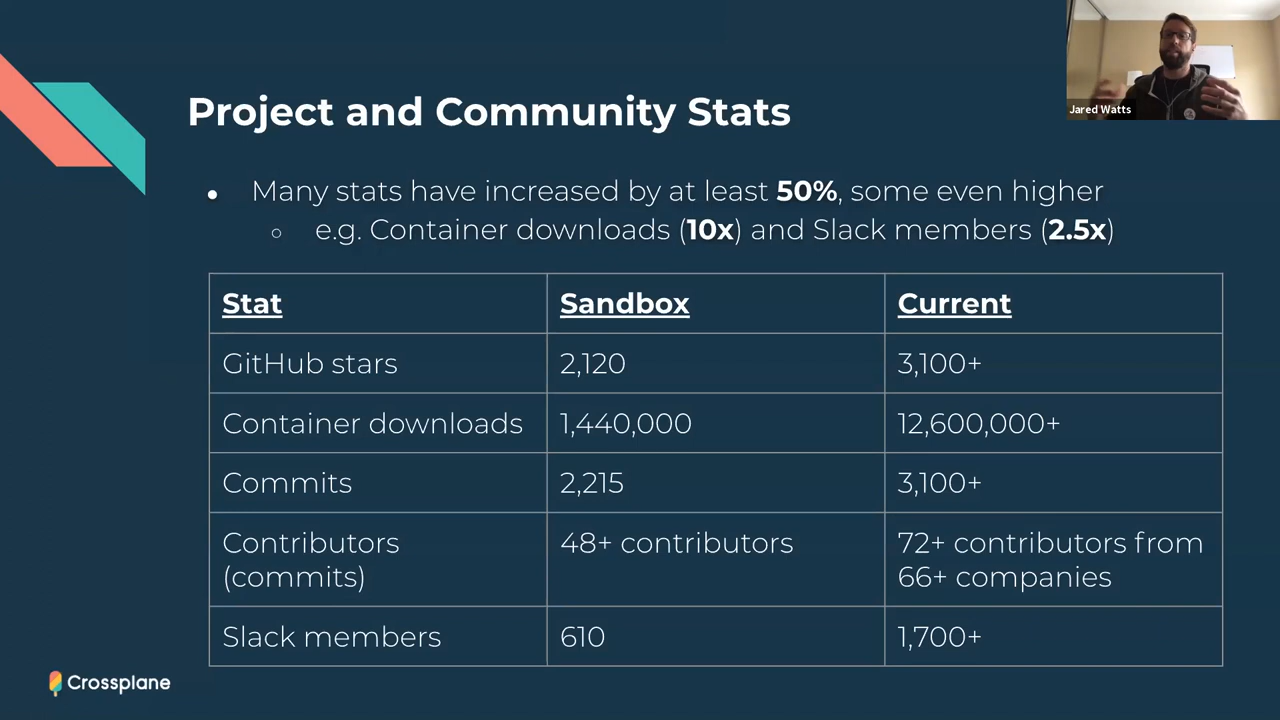 Jared Watts
Project and Community Stats
● Many stats have increased by at least 50%, some even higher
○ e.g. Container downloads (10x) and Slack members (2.5x)
Stat Sandbox Current
GitHub stars 2,120 3,100+
Container downloads 1,440,000 12,600,000+
Commits 2,215 3,100+
Contributors 48+ contributors 72+ contributors from
(commits) 66+ companies
Slack members 610 1,700+
Crossplane